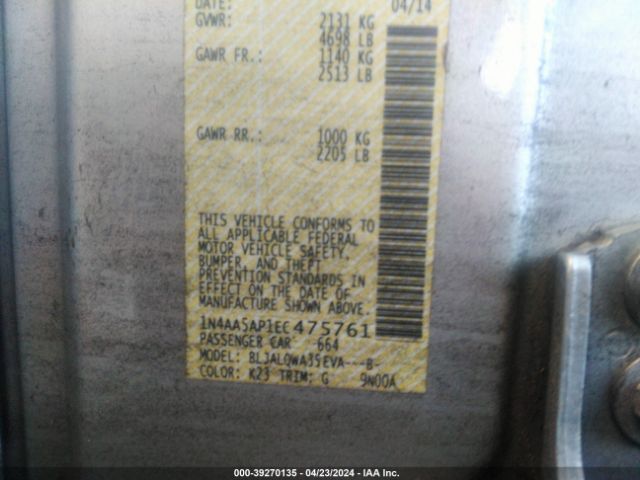 DATE: 04/14
GVWR: 2131 KG
4698 LB
GAWR FR.: 1140 KG
2513 LB
GAWR RR.: 1000 KG
2205 LB
THIS VEHICLE CONFORMS TO
ALL APPLICABLE FEDERAL
MOTOR VEHICLE SAFETY,
BUMPER, AND THEFT
PREVENTION STANDARDS IN
EFFECT ON THE DATE OF
MANUFACTURE SHOWN ABOVE.
1N4AA5AP1EC475761
PASSENGER CAR 664
MODEL: BLJALQWA35EVA---B-
COLOR: K23 TRIM: G 9N00A
000-39270135 - 04/23/2024 - IAA Inc.